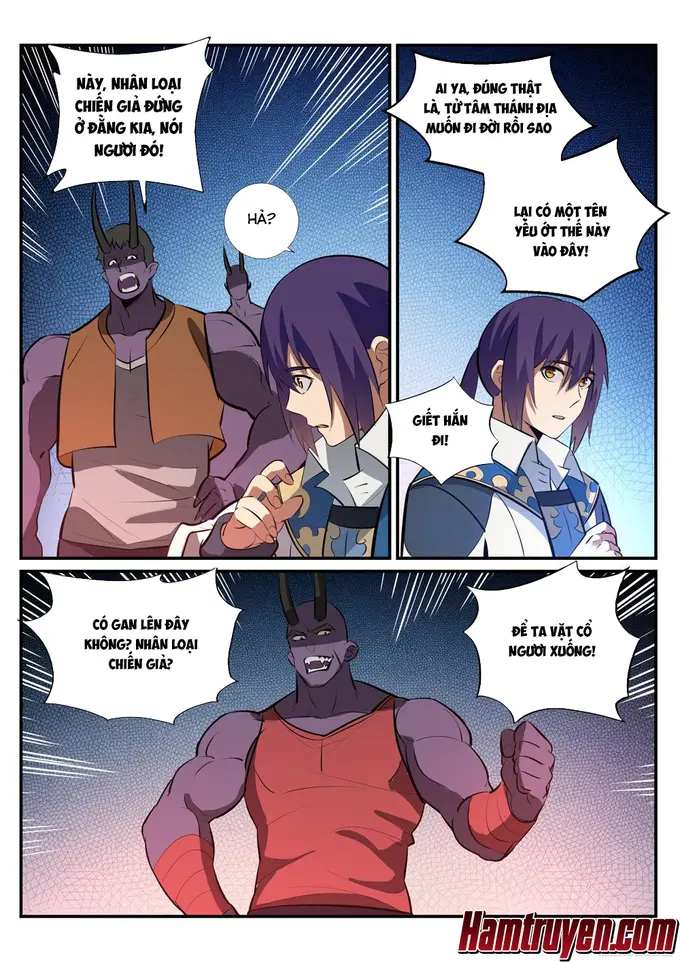 NÀY, NHÂN LOẠI
CHIẾN GIẢ ĐỨNG
Ở ĐẰNG KIA, NÓI
NGƯƠI ĐÓ!
HẢ?
AI YA, ĐÚNG THẬT
LÀ, TỪ TÂM THÁNH ĐỊA
MUỐN ĐI ĐỜI RỒI SAO
LẠI CÓ MỘT TÊN
YẾU ỚT THẾ NÀY
VÀO ĐÂY!
GIẾT HẮN
ĐI!
CÓ GAN LÊN ĐÂY
KHÔNG? NHÂN LOẠI
CHIẾN GIẢ?
ĐỂ TA VẶT CỔ
NGƯƠI XUỐNG!
Hamtruyen.com